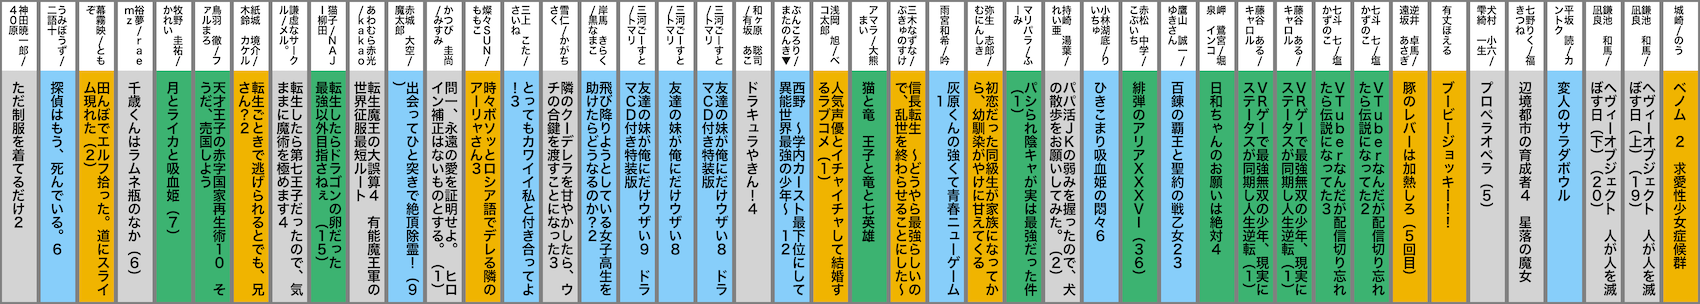 城崎/のう
ベノム 2 求愛性少女症候群
鎌池 和馬/
凪良
ヘヴィーオブジェクト 人が人を滅
ぼす日(上)(19)
鎌池 和馬/
凪良
ヘヴィーオブジェクト 人が人を滅
ぼす日(下)(20)
平坂 読/カ
ントク
変人のサラダボウル
七野りく/福
きつね
辺境都市の育成者4 星落の魔女
犬村 小六/
雫綺 一生
プロペラオペラ(5)
有丈ほえる
ブービージョッキー!!
逆井 卓馬/
遠坂 あさぎ
豚のレバーは加熱しろ(5回目)
七斗 七/塩
かずのこ
VTuberなんだが配信切り忘れ
たら伝説になってた2
七斗 七/塩
かずのこ
VTuberなんだが配信切り忘れ
たら伝説になってた3
藤谷 ある/
キャロル
VRゲームで最強無双の少年、現実に
ステータスが同期し人生逆転(1)
藤谷 ある/
キャロル
VRゲームで最強無双の少年、現実に
ステータスが同期し人生逆転(1)
岬 鷺宮/堀
泉 インコ
日和ちゃんのお願いは絶対4
鷹山 誠一/
ゆきさん
百錬の覇王と聖約の戦乙女23
赤松 中学/
こぶいち
緋弾のアリアXXXVI(36)
小林湖底/り
いちゅ
ひきこまり吸血姫の悶々6
持崎 湯葉/
れい亜
パパ活JKの弱みを握ったので、犬
の散歩をお願いしてみた。(2)
マリパラ/ふ
ーみ
パシられ陰キャが実は最強だった件
(1)
弥生 志郎/
むにんしき
初恋だった同級生が家族になってか
ら、幼馴染がやけに甘えてくる
雨宮和希/吟
灰原くんの強くて青春ニューゲーム
1
三木なずな/
ぷきゅのすけ
信長転生 ~どうやら最強らしいの
で、乱世を終わらせることにした~
アマラ/大熊
まい
猫と竜 王子と竜と七英雄
浅岡 旭/ベ
コ太郎
人気声優とイチャイチャして結婚す
るラブコメ(1)
ぶんころり/
またのんき▼
西野 ~学内カースト最下位にして
異能世界最強の少年~ 12
和ヶ原 聡司
/有坂 あこ
ドラキュラやきん!4
三河ごーすと
/トマリ
友達の妹が俺にだけウザい8 ドラ
マCD付き特装版
三河ごーすと
/トマリ
友達の妹が俺にだけウザい8
三河ごーすと
/トマリ
友達の妹が俺にだけウザい9 ドラ
マCD付き特装版
岸馬 きらく
/黒なまこ
飛び降りようとしている女子高生を
助けたらどうなるのか?2
雪仁/かがち
さく
隣のクーデレラを甘やかしたら、ウ
チの合鍵を渡すことになった3
三上 こた/
さいね
とってもカワイイ私と付き合ってよ
!3
燦々SUN/
ももこ
時々ボソッとロシア語でデレる隣の
アーリャさん3
かつび 圭尚
/みすみ
問一、永遠の愛を証明せよ。 ヒロ
イン補正はないものとする。(1)
赤城 大空/
魔太郎
出会ってひと突きで絶頂除霊!(9
)
あわむら赤光
/kakao
転生魔王の大誤算4 有能魔王軍の
世界征服最短ルート
猫子/NAJ
I柳田
転生したらドラゴンの卵だった
最強以外目指さねぇ(15)
謙虚なサーク
ル/メル。
転生したら第七王子だったので、気
ままに魔術を極めます4
紙城 境介/
木鈴 カケル
転生ごときで逃げられるとでも、兄
さん?2
鳥羽 徹/フ
ァルまろ
天才王子の赤字国家再生術10 そ
うだ、売国しよう
牧野 圭祐/
かれい
月とライカと吸血姫(7)
裕夢/rae
mz
千歳くんはラムネ瓶のなか(6)
幕霧映/とも
ぞ
田んぼでエルフ拾った。道にスライ
ム現れた(2)
うみぼうず/
二語十
探偵はもう、死んでいる。6
神田暁一郎/
40原
ただ制服を着てるだけ2